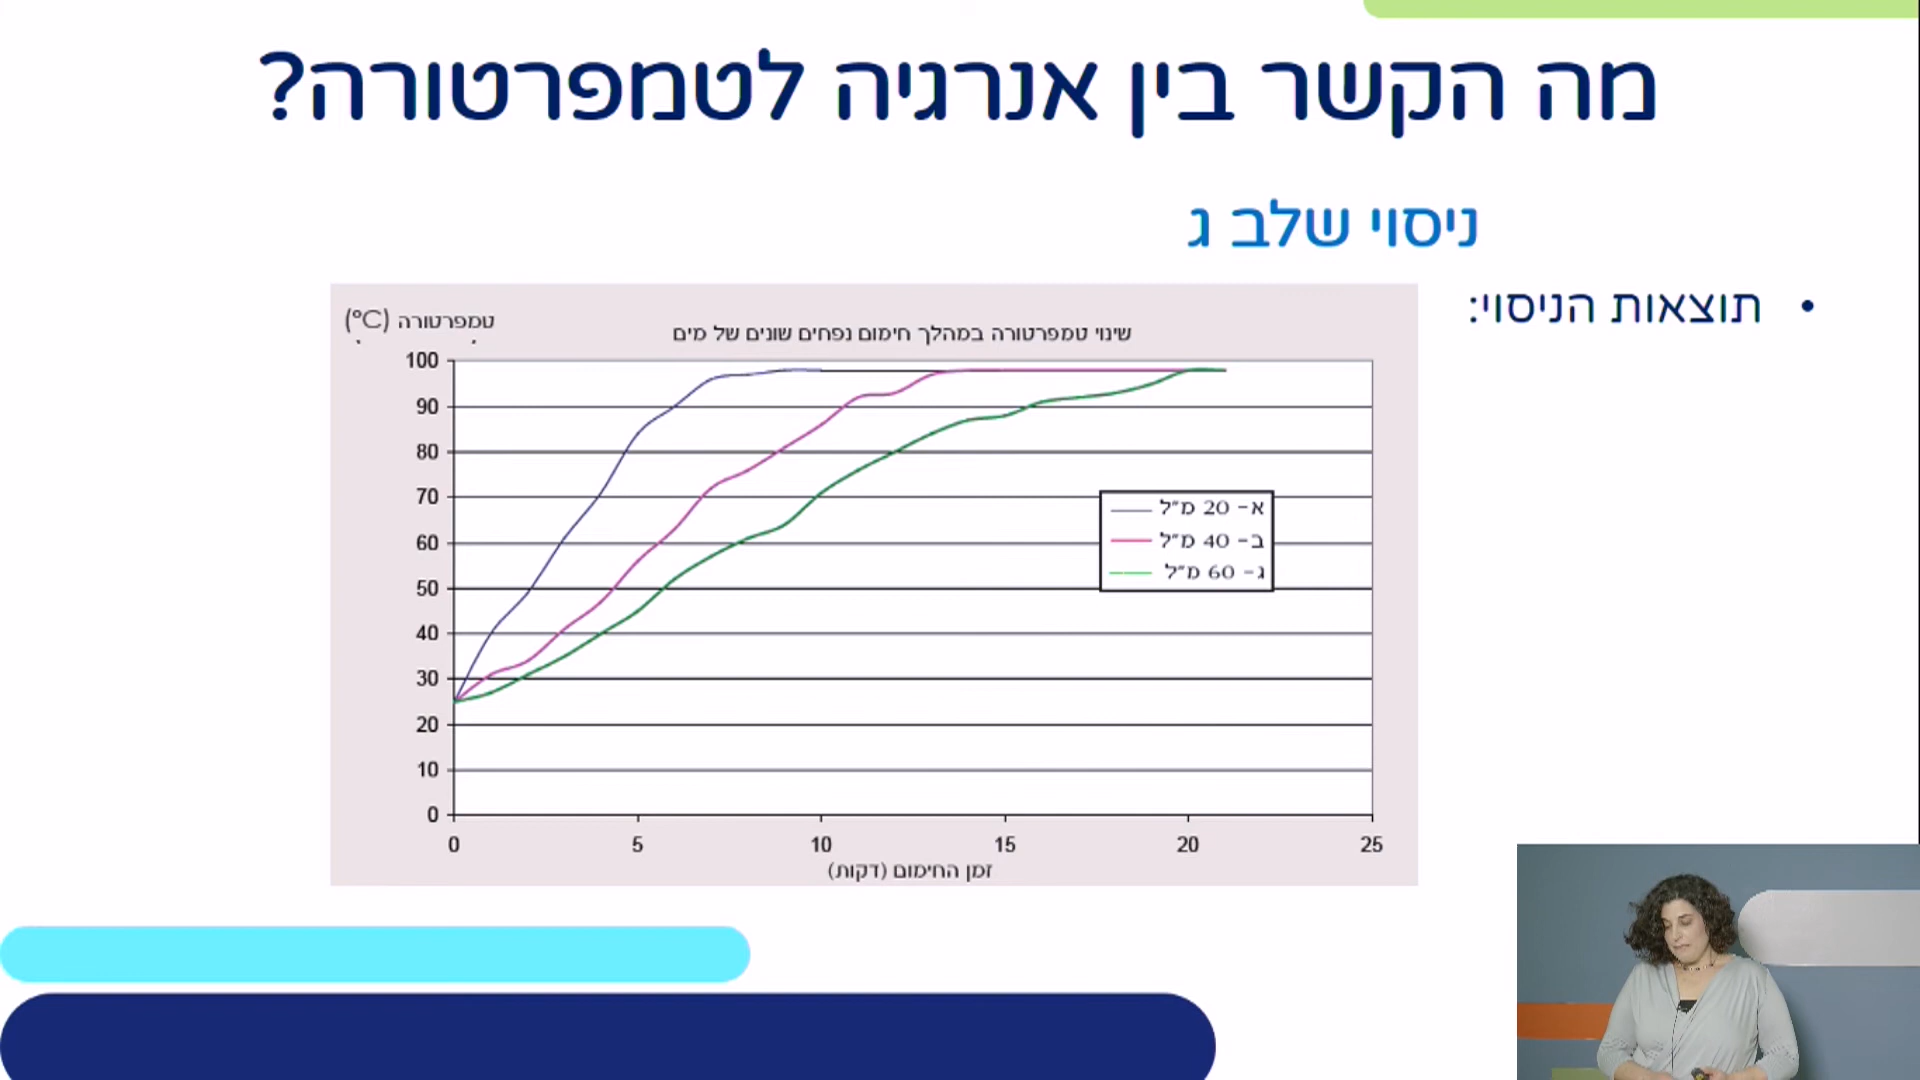 מה הקשר בין אנרגיה לטמפרטורה?
ניסוי שלב ג
• תוצאות הניסוי:
טמפרטורה (°C)
שינוי טמפרטורה במהלך חימום נפחים שונים של מים
100
90
80
70
60
50
40
30
20
10
0
א- 20 מ"ל
ב- 40 מ"ל
ג- 60 מ"ל
0 5 10 15 20 25
זמן החימום (דקות)